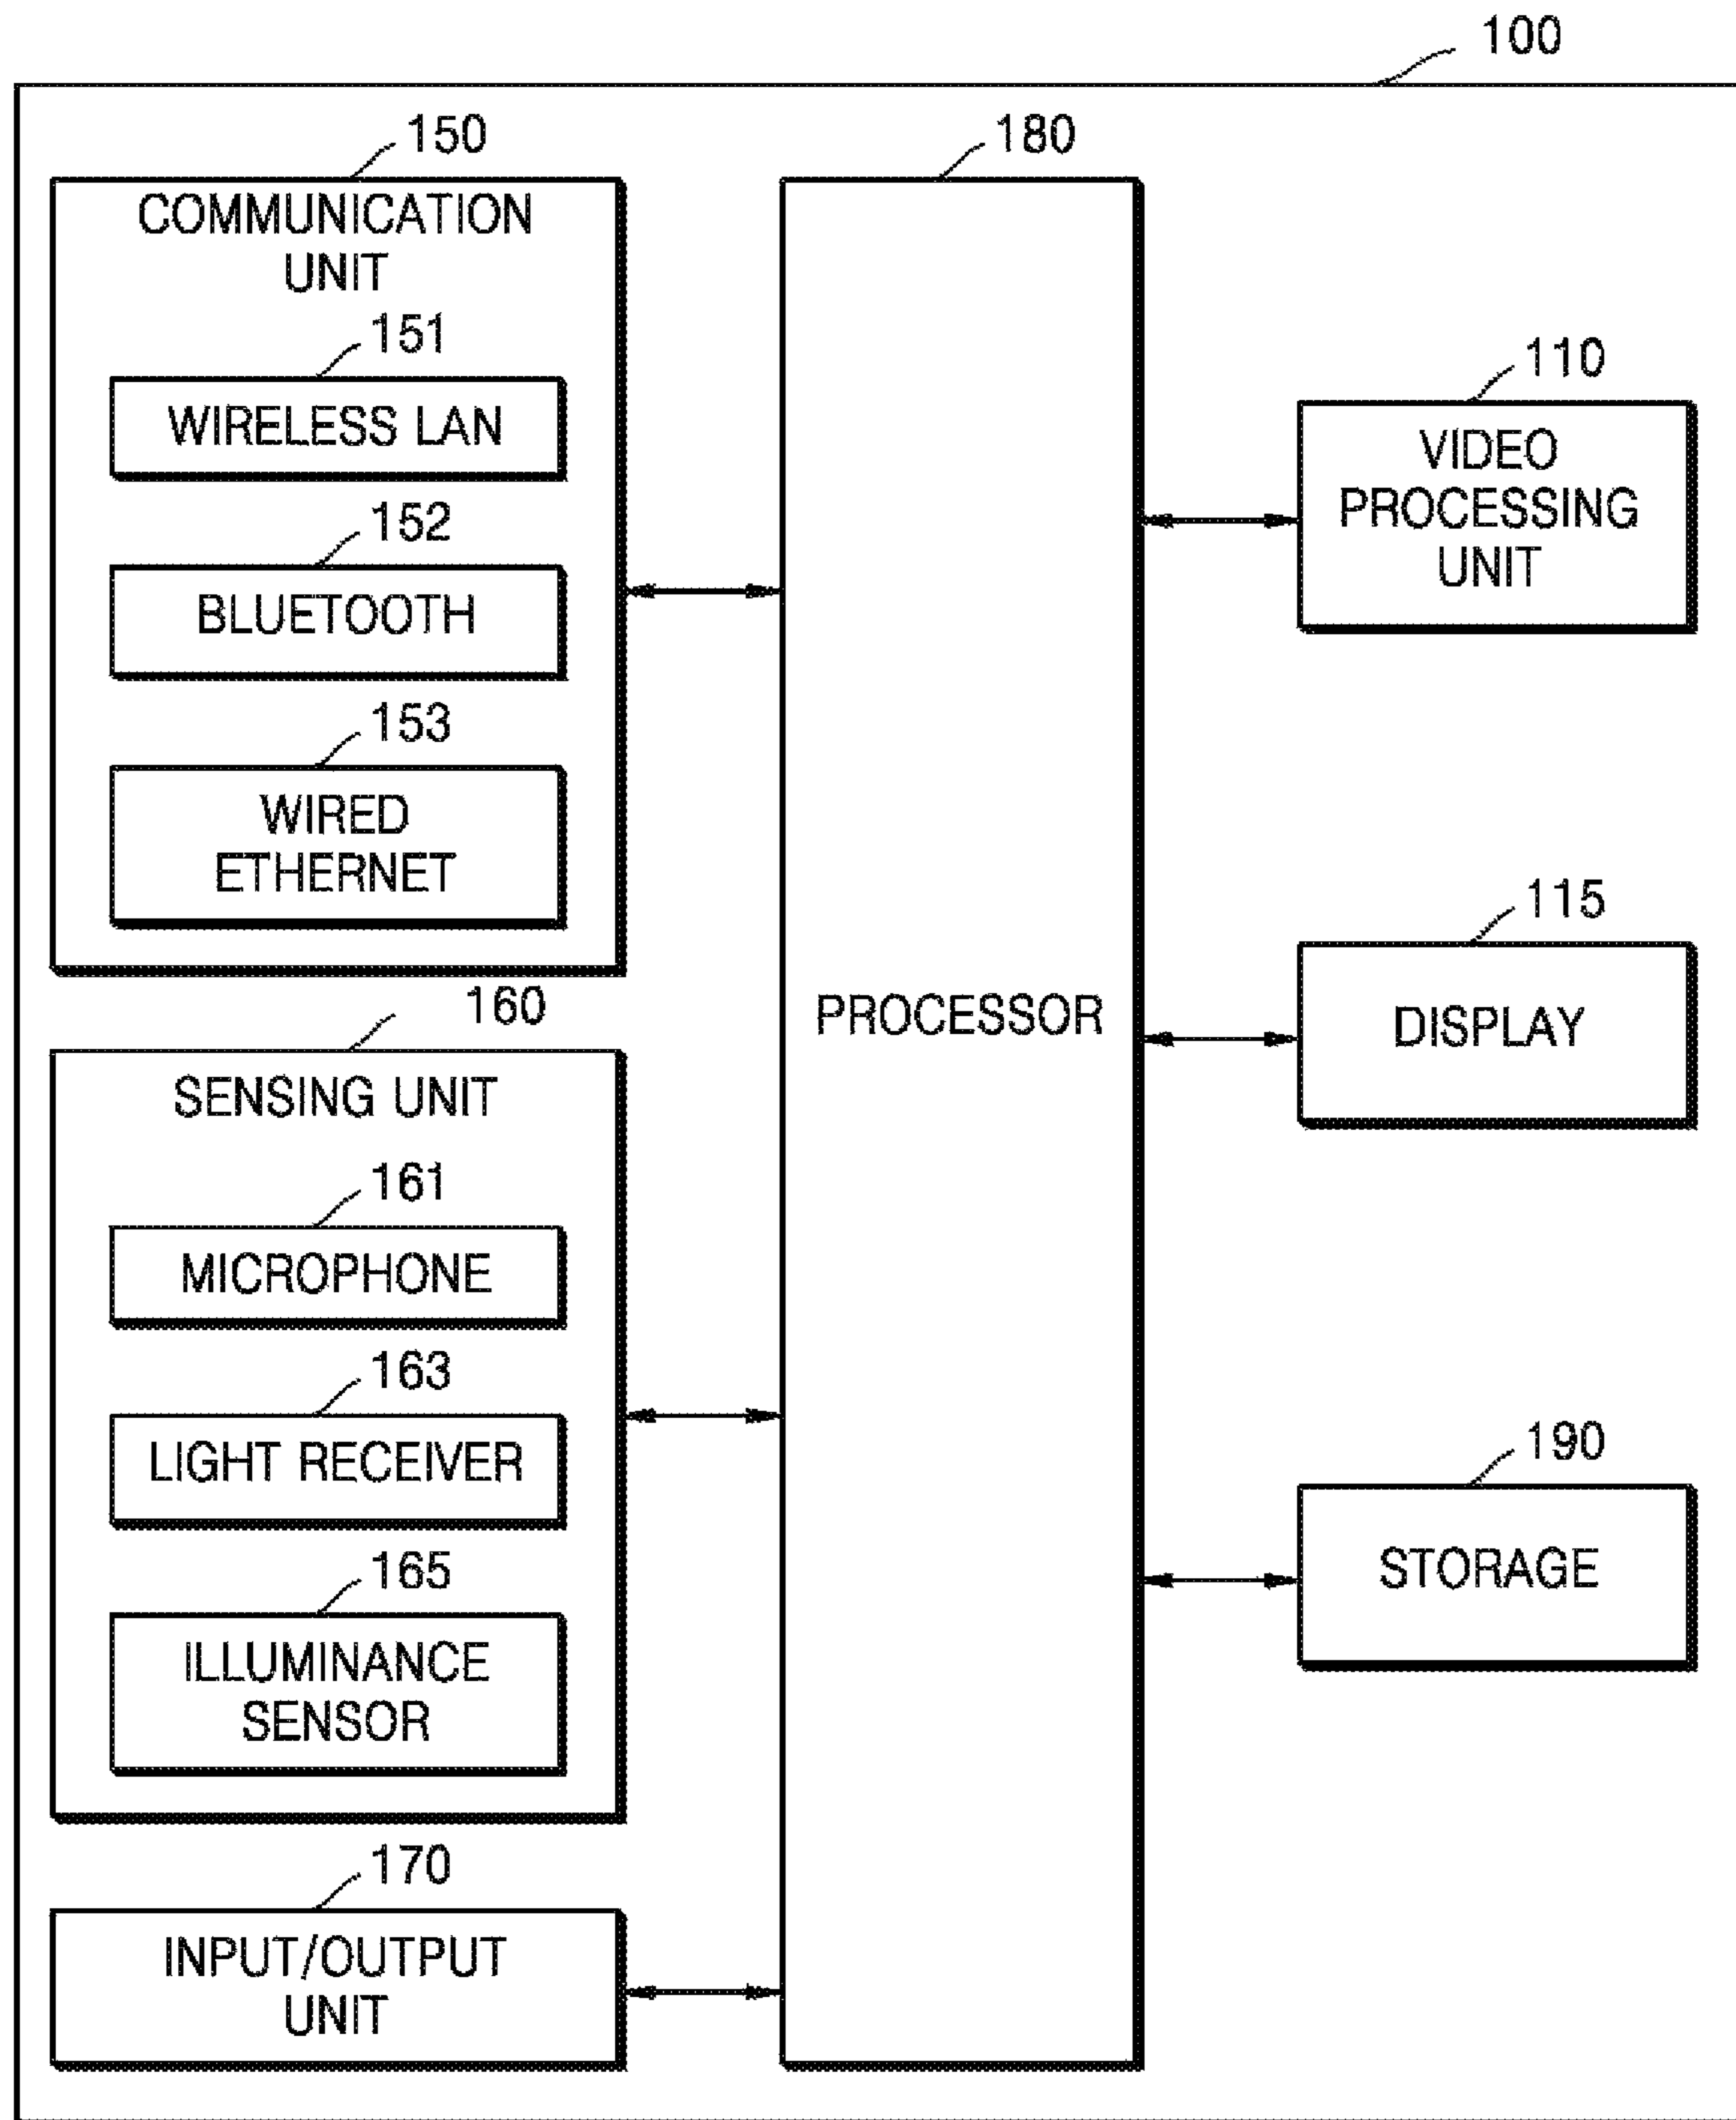 100
150
COMMUNICATION
UNIT
151
WIRELESS LAN
152
BLUETOOTH
153
WIRED
ETHERNET
160
SENSING UNIT
161
MICROPHONE
163
LIGHT RECEIVER
165
ILLUMINANCE
SENSOR
170
INPUT/OUTPUT
UNIT
180
PROCESSOR
110
VIDEO
PROCESSING
UNIT
115
DISPLAY
190
STORAGE